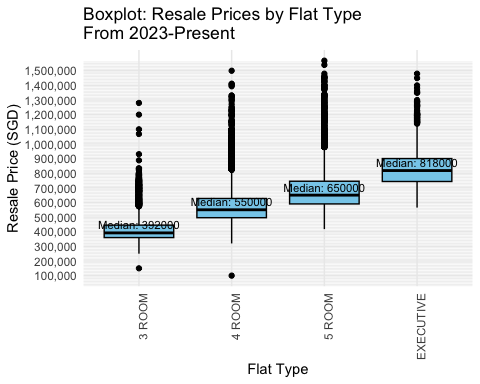 Boxplot: Resale Prices by Flat Type
From 2023-Present
Resale Price (SGD)
1,500,000
1,400,000
1,300,000
1,200,000
1,100,000
1,000,000
900,000
800,000
700,000
600,000
500,000
400,000
300,000
200,000
100,000
Median: 392000
Median: 550000
Median: 650000
Median: 818000
3 ROOM
4 ROOM
5 ROOM
EXECUTIVE
Flat Type